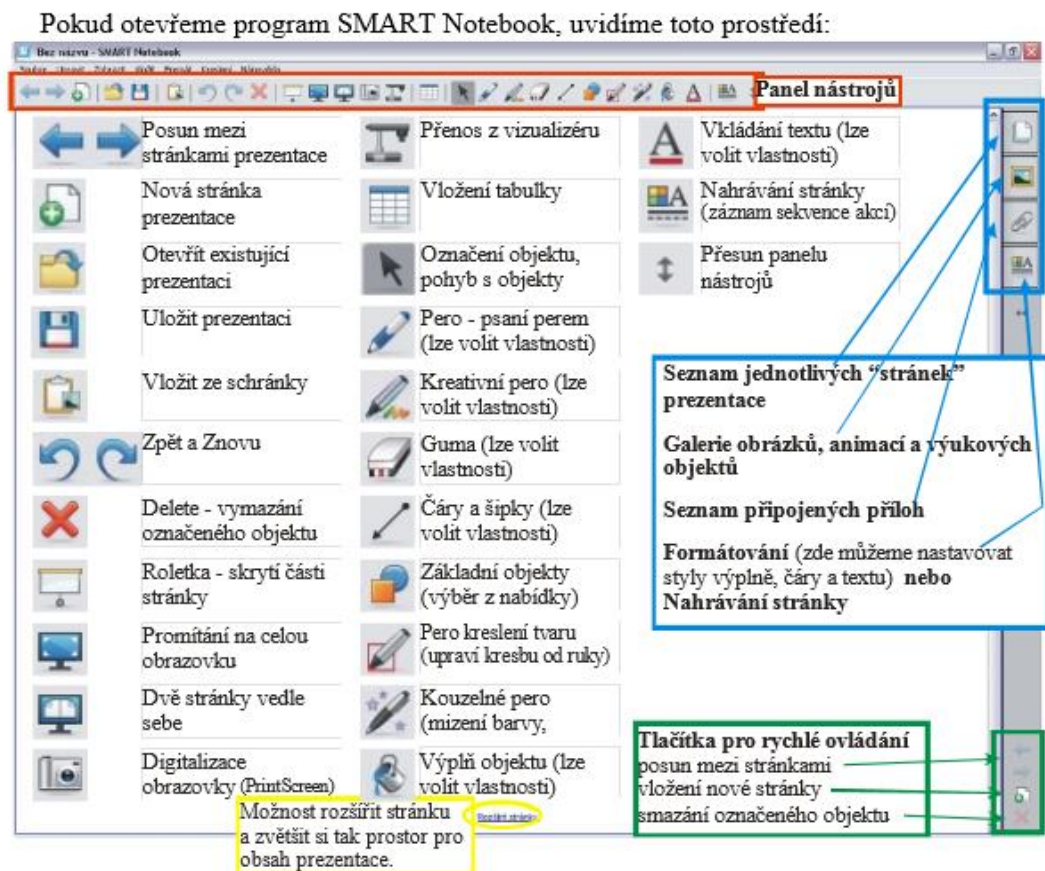 Pokud otevřeme program SMART Notebook, uvidíme toto prostředí:
Bez názvu - SMART Notebook
Panel nástrojů
Posun mezi
stránkami prezentace
Nová stránka
prezentace
Otevřít existující
prezentaci
Uložit prezentaci
Vložit ze schránky
Zpět a Znovu
Delete - vymazání
označeného objektu
Roletka - skrytí části
stránky
Promítání na celou
obrazovku
Dvě stránky vedle
sebe
Digitalizace
obrazovky (PrintScreen)
Přenos z vizualizéru
Vložení tabulky
Označení objektu,
pohyb s objekty
Pero - psaní perem
(lze volit vlastnosti)
Kreativní pero (lze
volit vlastnosti)
Guma (lze volit
vlastnosti)
Čáry a šipky (lze
volit vlastnosti)
Základní objekty
(výběr z nabídky)
Pero kreslení tvaru
(upraví kresbu od ruky)
Kouzelné pero
(mizení barvy,
Výplň objektu (lze
volit vlastnosti)
Vkládání textu (lze
volit vlastnosti)
Nahrávání stránky
(záznam sekvence akcí)
Přesun panelu
nástrojů
Seznam jednotlivých “stránek”
prezentace
Galerie obrázků, animací a výukových
objektů
Seznam připojených příloh
Formátování (zde můžeme nastavovat
styly výplně, čáry a textu) nebo
Nahrávání stránky
Tlačítka pro rychlé ovládání
posun mezi stránkami
vložení nové stránky
smazání označeného objektu
Možnost rozšířit stránku
a zvětšit si tak prostor pro
obsah prezentace.
Rozšířit stránku